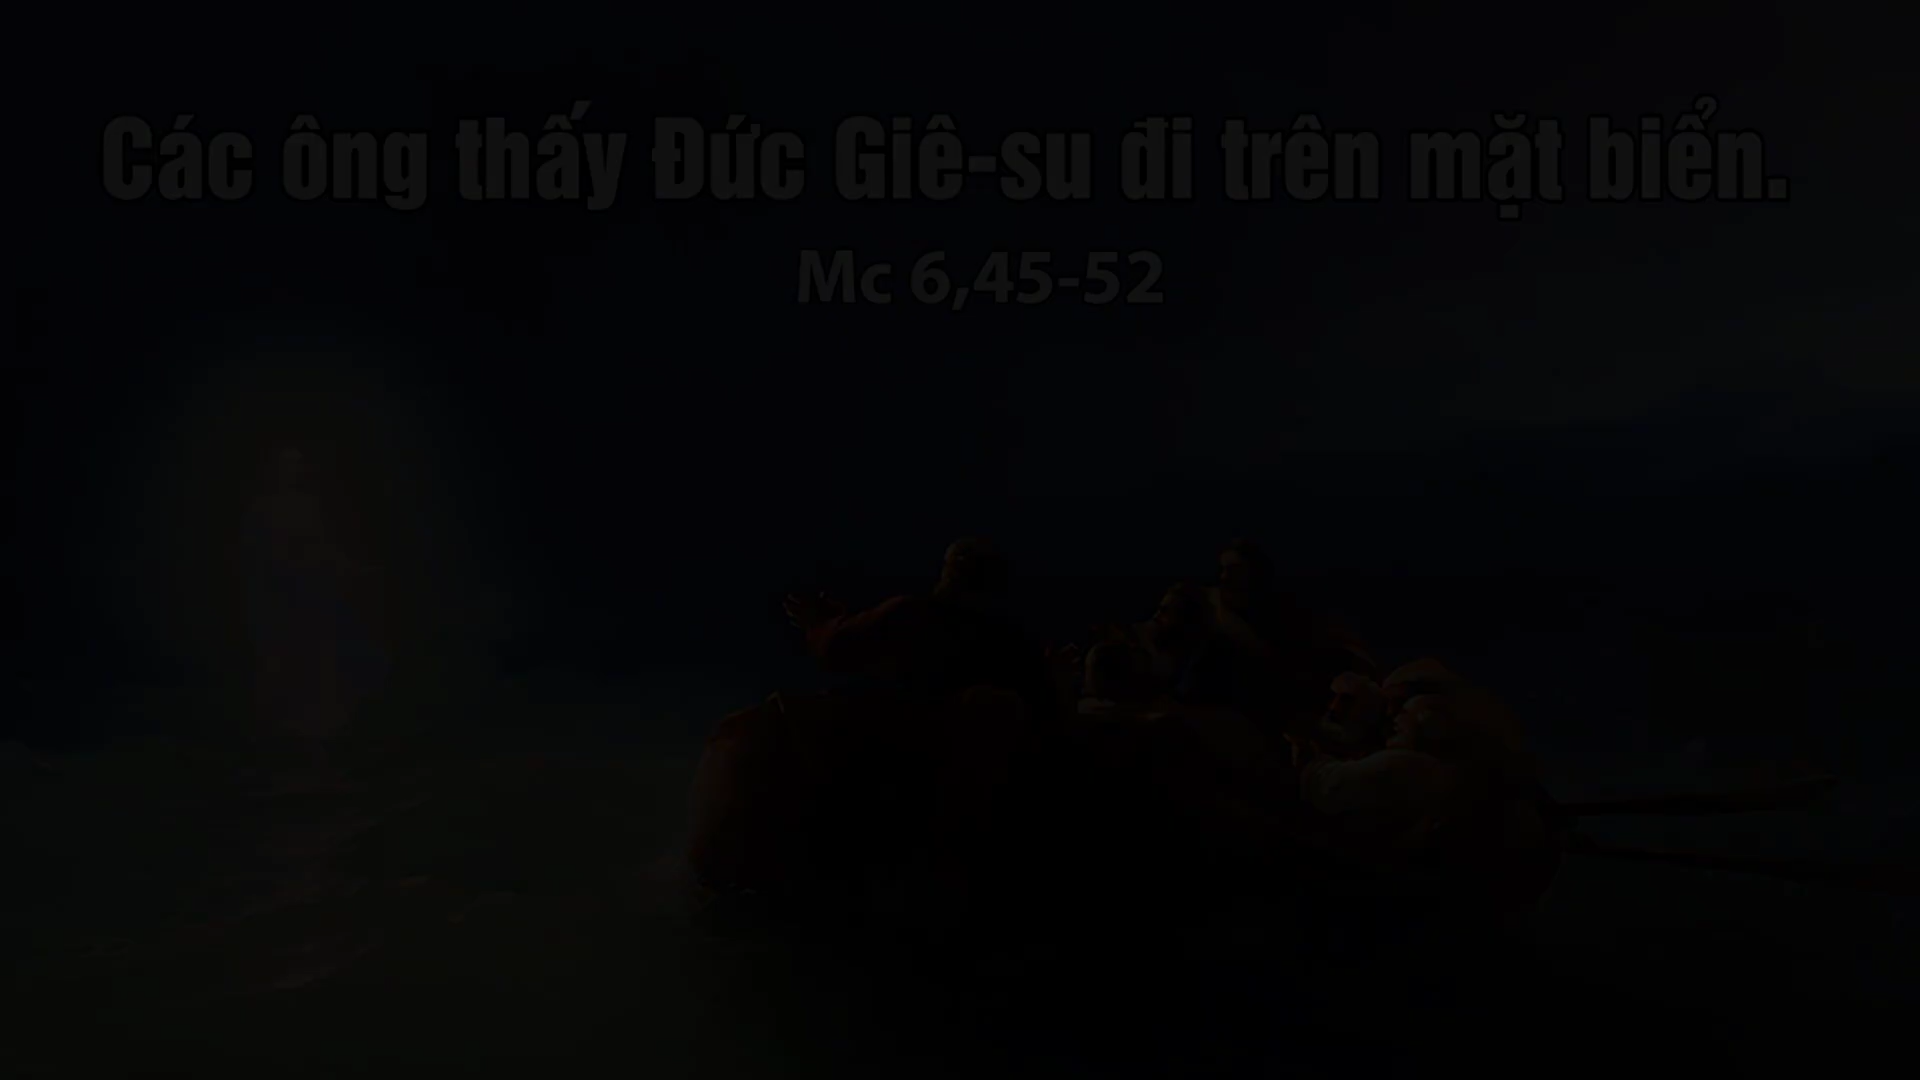 Các ông thấy Đức Giê-su đi trên mặt biển.
Mc 6,45-52